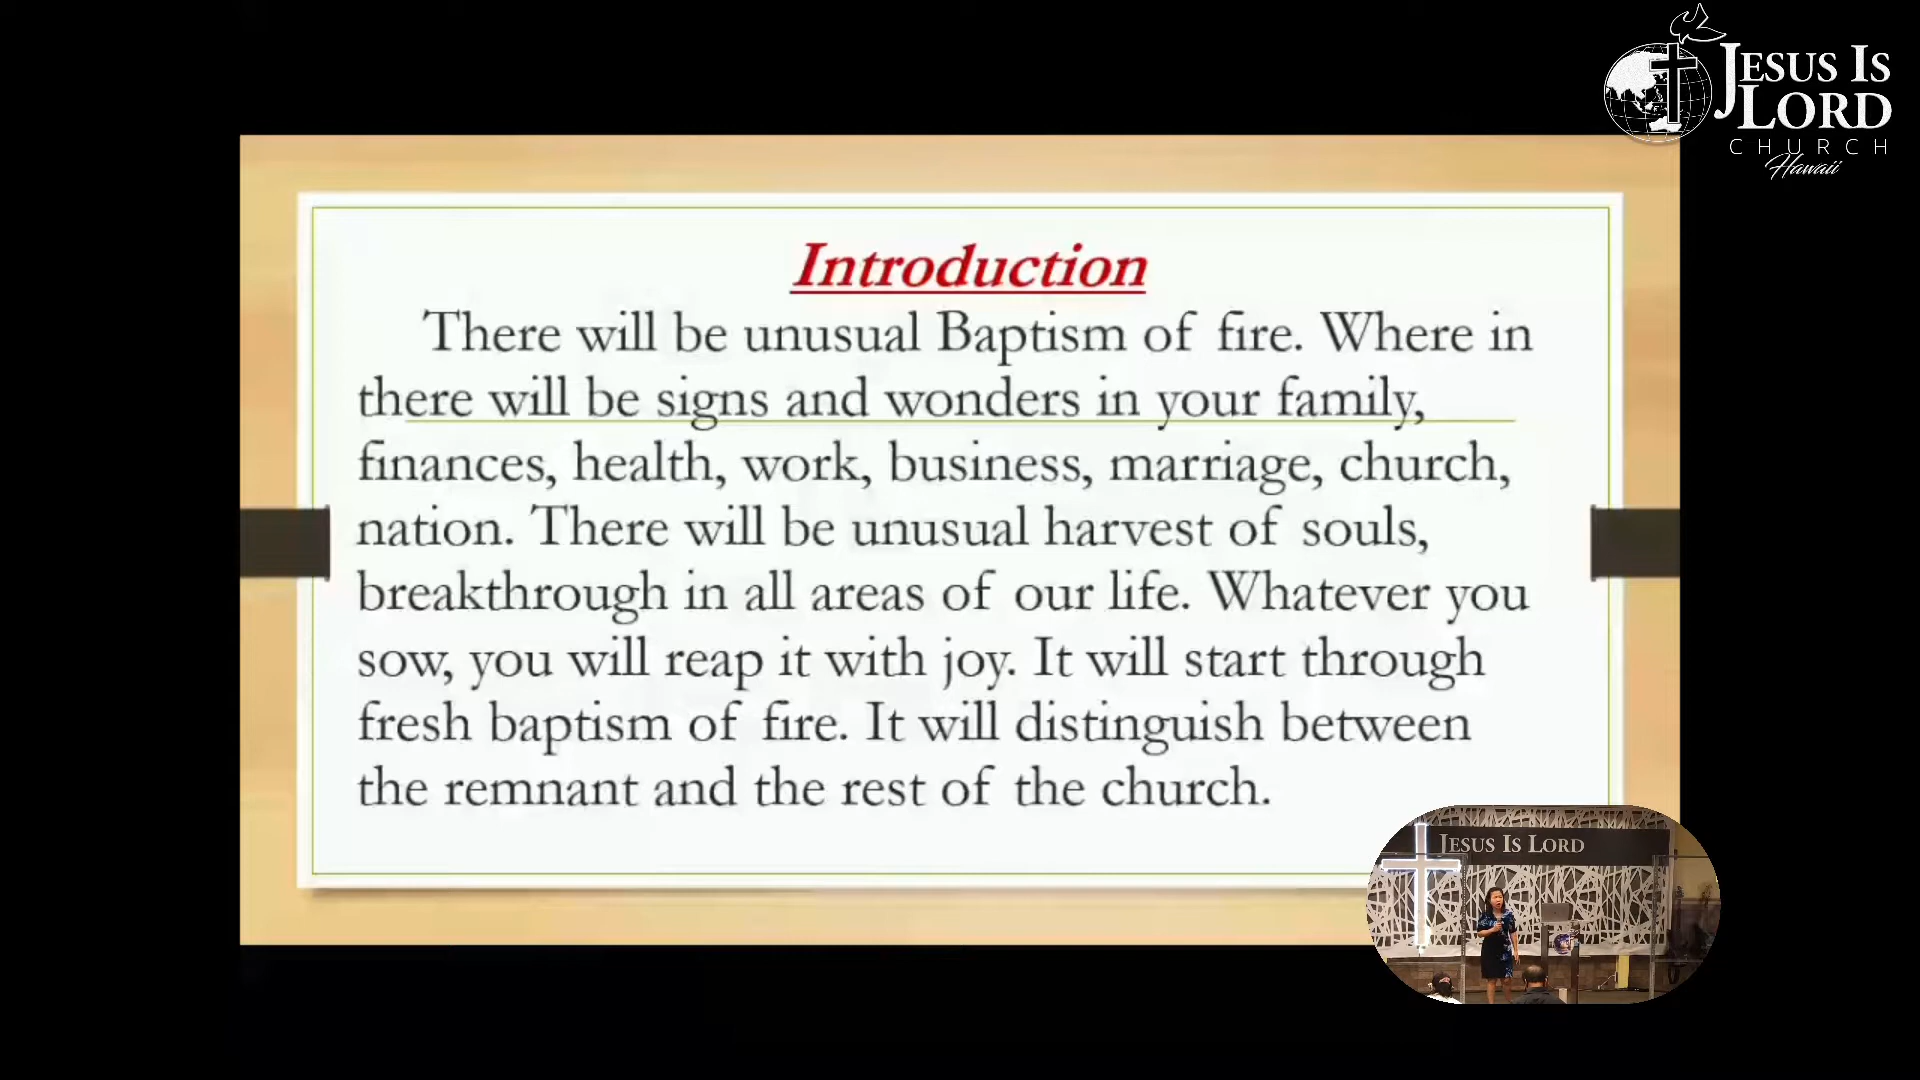 JESUS IS
LORD
CHURCH
Hawaii
Introduction
There will be unusual Baptism of fire. Where in
there will be signs and wonders in your family,
finances, health, work, business, marriage, church,
nation. There will be unusual harvest of souls,
breakthrough in all areas of our life. Whatever you
sow, you will reap it with joy. It will start through
fresh baptism of fire. It will distinguish between
the remnant and the rest of the church.
JESUS IS LORD